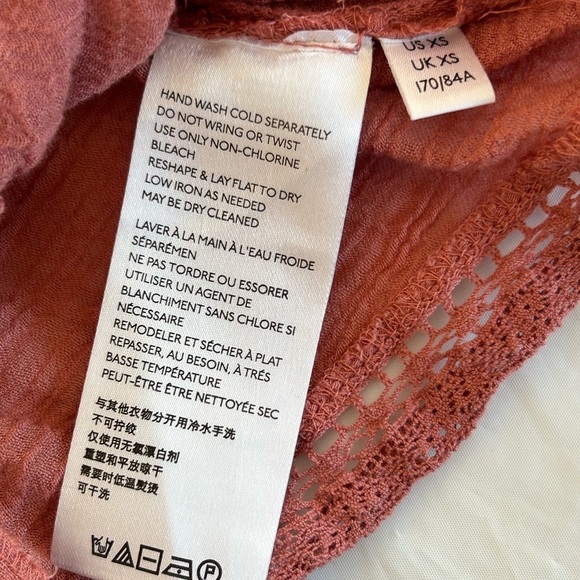 US XS
UK XS
170/84A
HAND WASH COLD SEPARATELY
DO NOT WRING OR TWIST
USE ONLY NON-CHLORINE
BLEACH
RESHAPE & LAY FLAT TO DRY
LOW IRON AS NEEDED
MAY BE DRY CLEANED
LAVER À LA MAIN À L'EAU FROIDE
SÉPARÉMEN
NE PAS TORDRE OU ESSORER
UTILISER UN AGENT DE
BLANCHIMENT SANS CHLORE SI
NÉCESSAIRE
REMODELER ET SÈCHER À PLAT
REPASSER, AU BESOIN, À TRÉS
BASSE TEMPÉRATURE
PEUT-ÊTRE ÊTRE NETTOYÉE SEC
与其他衣物分开用冷水手洗
不可拧绞
仅使用无氯漂白剂
重塑和平放晾干
需要时低温熨烫
可干洗
P